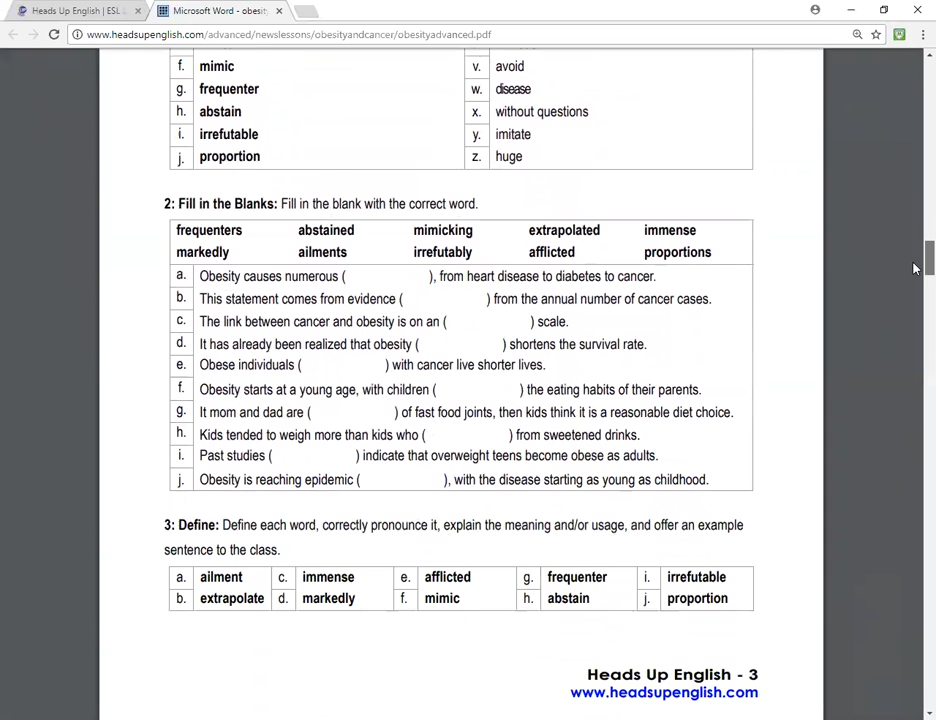 Heads Up English | ESL L
Microsoft Word - obesity
www.headsupenglish.com/advanced/newslessons/obesityandcancer/obesityadvanced.pdf
f. mimic v. avoid
g. frequenter w. disease
h. abstain x. without questions
i. irrefutable y. imitate
j. proportion z. huge
2: Fill in the Blanks: Fill in the blank with the correct word.
frequenters abstained mimicking extrapolated immense
markedly ailments irrefutably afflicted proportions
a. Obesity causes numerous ( ), from heart disease to diabetes to cancer.
b. This statement comes from evidence ( ) from the annual number of cancer cases.
c. The link between cancer and obesity is on an ( ) scale.
d. It has already been realized that obesity ( ) shortens the survival rate.
e. Obese individuals ( ) with cancer live shorter lives.
f. Obesity starts at a young age, with children ( ) the eating habits of their parents.
g. It mom and dad are ( ) of fast food joints, then kids think it is a reasonable diet choice.
h. Kids tended to weigh more than kids who ( ) from sweetened drinks.
i. Past studies ( ) indicate that overweight teens become obese as adults.
j. Obesity is reaching epidemic ( ), with the disease starting as young as childhood.
3: Define: Define each word, correctly pronounce it, explain the meaning and/or usage, and offer an example
sentence to the class.
a. ailment c. immense e. afflicted g. frequenter i. irrefutable
b. extrapolate d. markedly f. mimic h. abstain j. proportion
Heads Up English - 3
www.headsupenglish.com